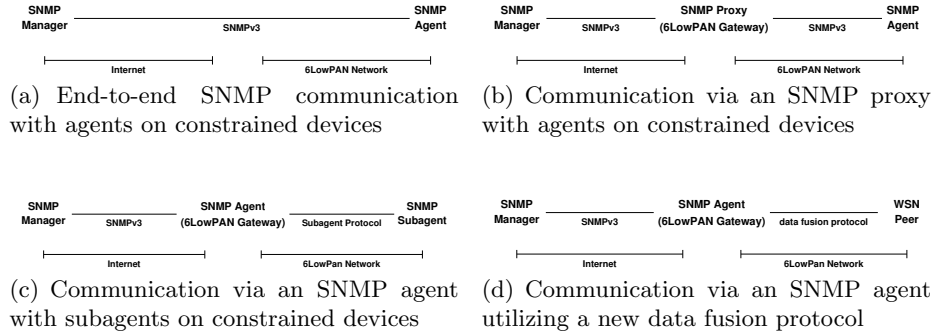 SNMP Manager SNMPv3 SNMP Agent
Internet 6LowPAN Network
(a) End-to-end SNMP communication
with agents on constrained devices
SNMP Manager SNMPv3 SNMP Proxy (6LowPAN Gateway) SNMPv3 SNMP Agent
Internet 6LowPAN Network
(b) Communication via an SNMP proxy
with agents on constrained devices
SNMP Manager SNMPv3 SNMP Agent (6LowPAN Gateway) Subagent Protocol SNMP Subagent
Internet 6LowPAN Network
(c) Communication via an SNMP agent
with subagents on constrained devices
SNMP Manager SNMPv3 SNMP Agent (6LowPAN Gateway) data fusion protocol WSN Peer
Internet 6LowPAN Network
(d) Communication via an SNMP agent
utilizing a new data fusion protocol